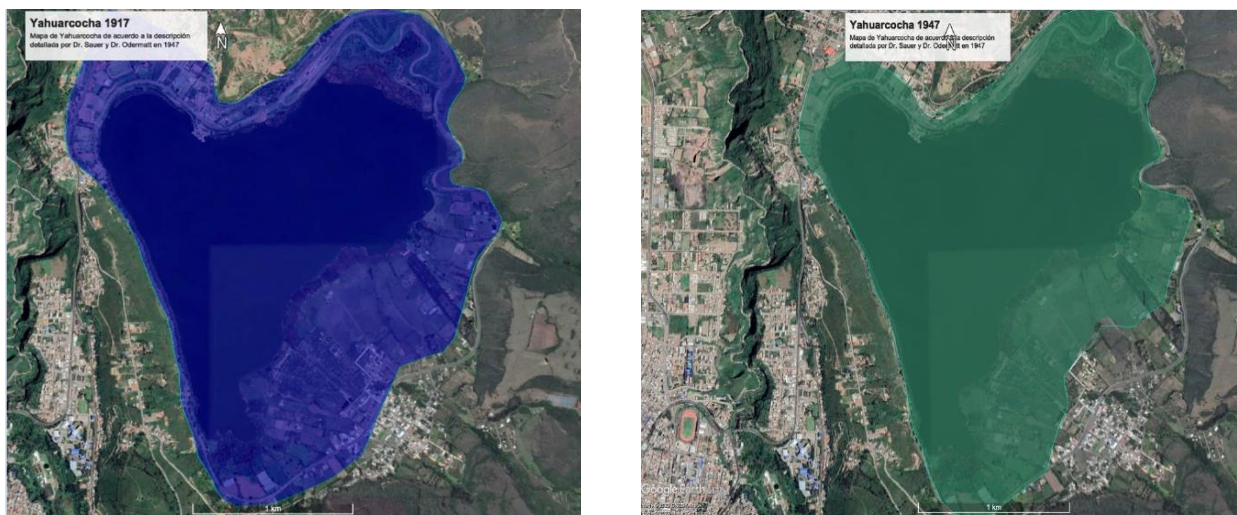 Yahuarcocha 1917
Mapa de Yahuarcocha de acuerdo a la descripción
detallada por Dr. Sauer y Dr. Odermatt en 1947
N
1 km
Yahuarcocha 1947
Mapa de Yahuarcocha de acuerdo a la descripción
detallada por Dr. Sauer y Dr. Odermatt en 1947
N
Google Earth
1 km